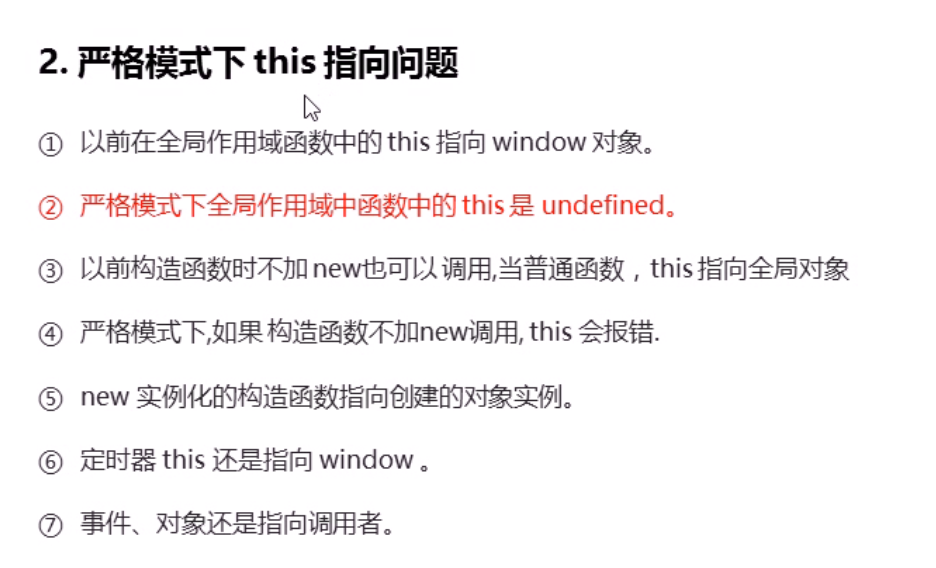 2. 严格模式下 this 指向问题
① 以前在全局作用域函数中的 this 指向 window 对象。
② 严格模式下全局作用域中函数中的 this 是 undefined。
③ 以前构造函数时不加 new也可以 调用,当普通函数，this 指向全局对象
④ 严格模式下,如果 构造函数不加new调用, this 会报错.
⑤ new 实例化的构造函数指向创建的对象实例。
⑥ 定时器 this 还是指向 window 。
⑦ 事件、对象还是指向调用者。